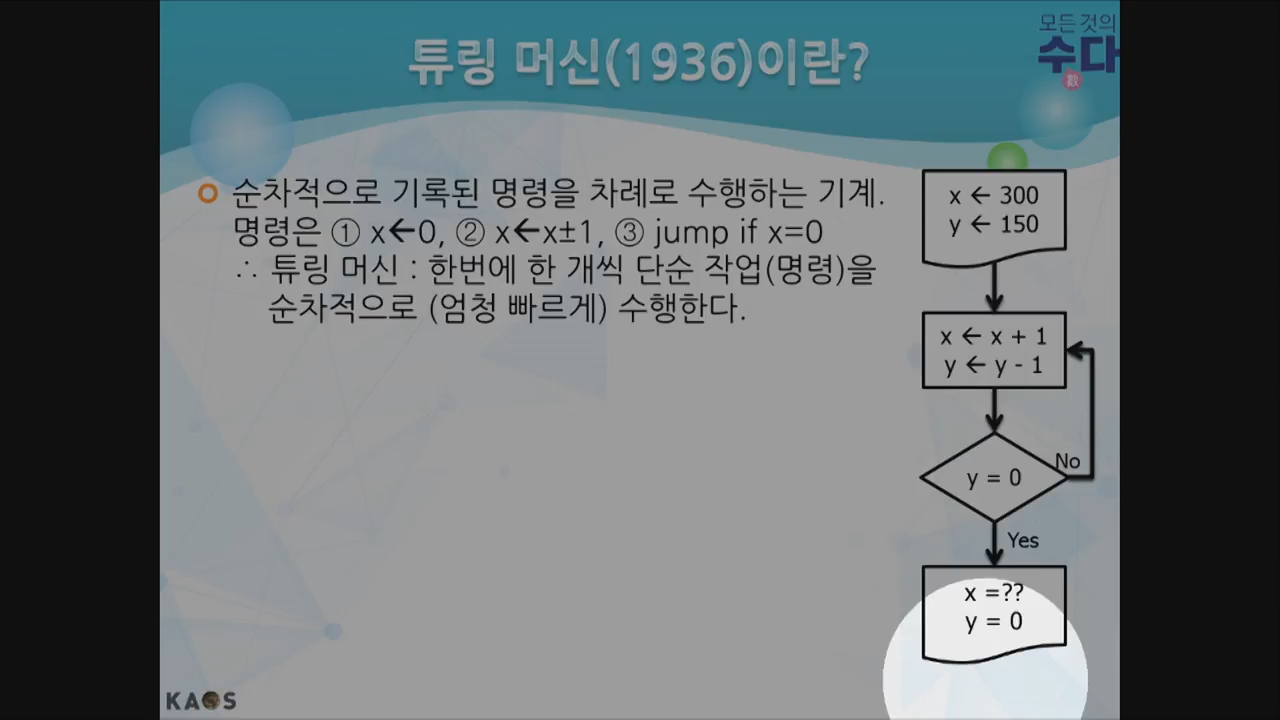 튜링 머신(1936)이란?
모든 것의
수다
순차적으로 기록된 명령을 차례로 수행하는 기계.
명령은 ① x←0, ② x←x±1, ③ jump if x=0
∴ 튜링 머신 : 한번에 한 개씩 단순 작업(명령)을
순차적으로 (엄청 빠르게) 수행한다.
x ← 300
y ← 150
x ← x + 1
y ← y - 1
y = 0
No
Yes
x =??
y = 0
KAOS